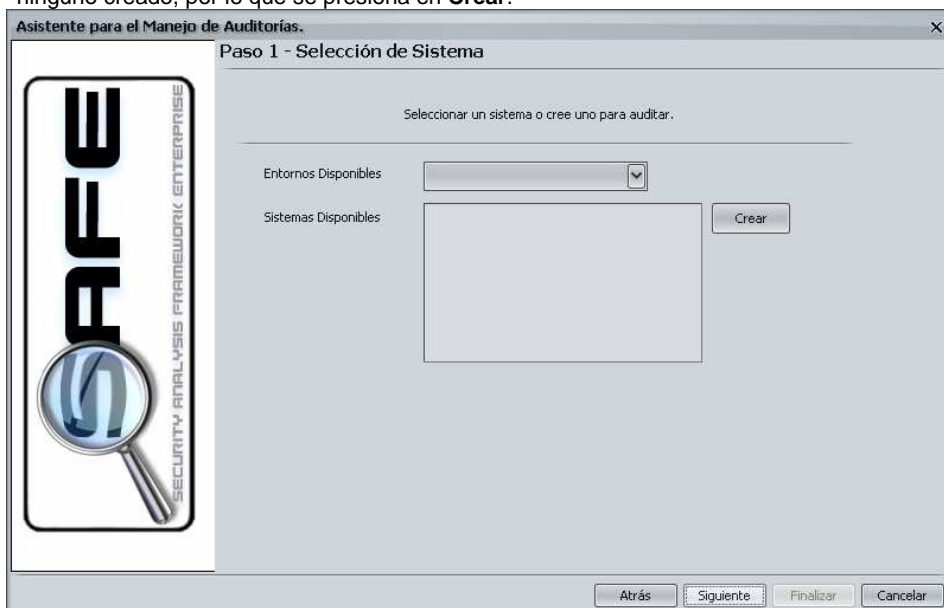 ninguno creado, por lo que se presiona en Crear.
Asistente para el Manejo de Auditorías.
Paso 1 - Selección de Sistema
SAFE
SECURITY ANALYSIS FRAMEWORK ENTERPRISE
Seleccionar un sistema o cree uno para auditar.
Entornos Disponibles
Sistemas Disponibles
Crear
Atrás
Siguiente
Finalizar
Cancelar